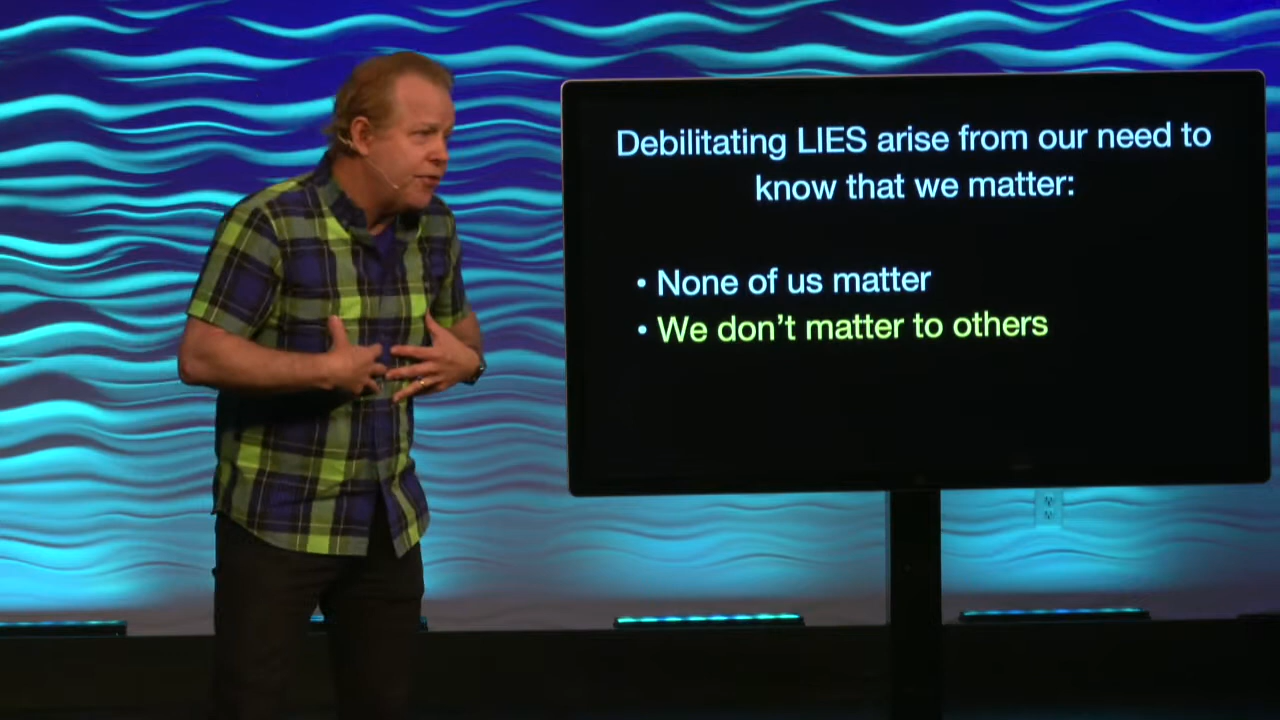 Debilitating LIES arise from our need to
know that we matter:
• None of us matter
• We don't matter to others